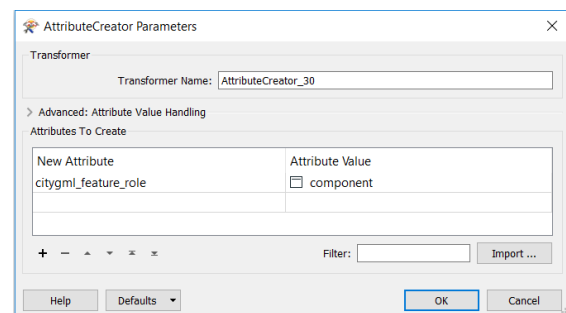 AttributeCreator Parameters
Transformer
Transformer Name: AttributeCreator_30
Advanced: Attribute Value Handling
Attributes To Create
New Attribute Attribute Value
citygml_feature_role component
Filter: Import ...
Help Defaults OK Cancel